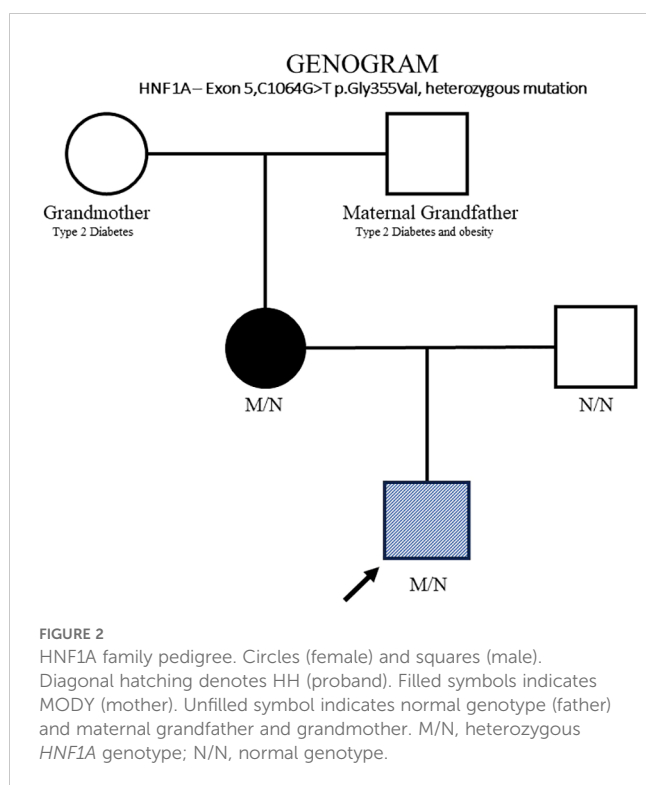 GENOGRAM
HNF1A– Exon 5,C1064G>T p.Gly355Val, heterozygous mutation
Grandmother
Type 2 Diabetes
Maternal Grandfather
Type 2 Diabetes and obesity
M/N
N/N
M/N
FIGURE 2
HNF1A family pedigree. Circles (female) and squares (male).
Diagonal hatching denotes HH (proband). Filled symbols indicates
MODY (mother). Unfilled symbol indicates normal genotype (father)
and maternal grandfather and grandmother. M/N, heterozygous
HNF1A genotype; N/N, normal genotype.